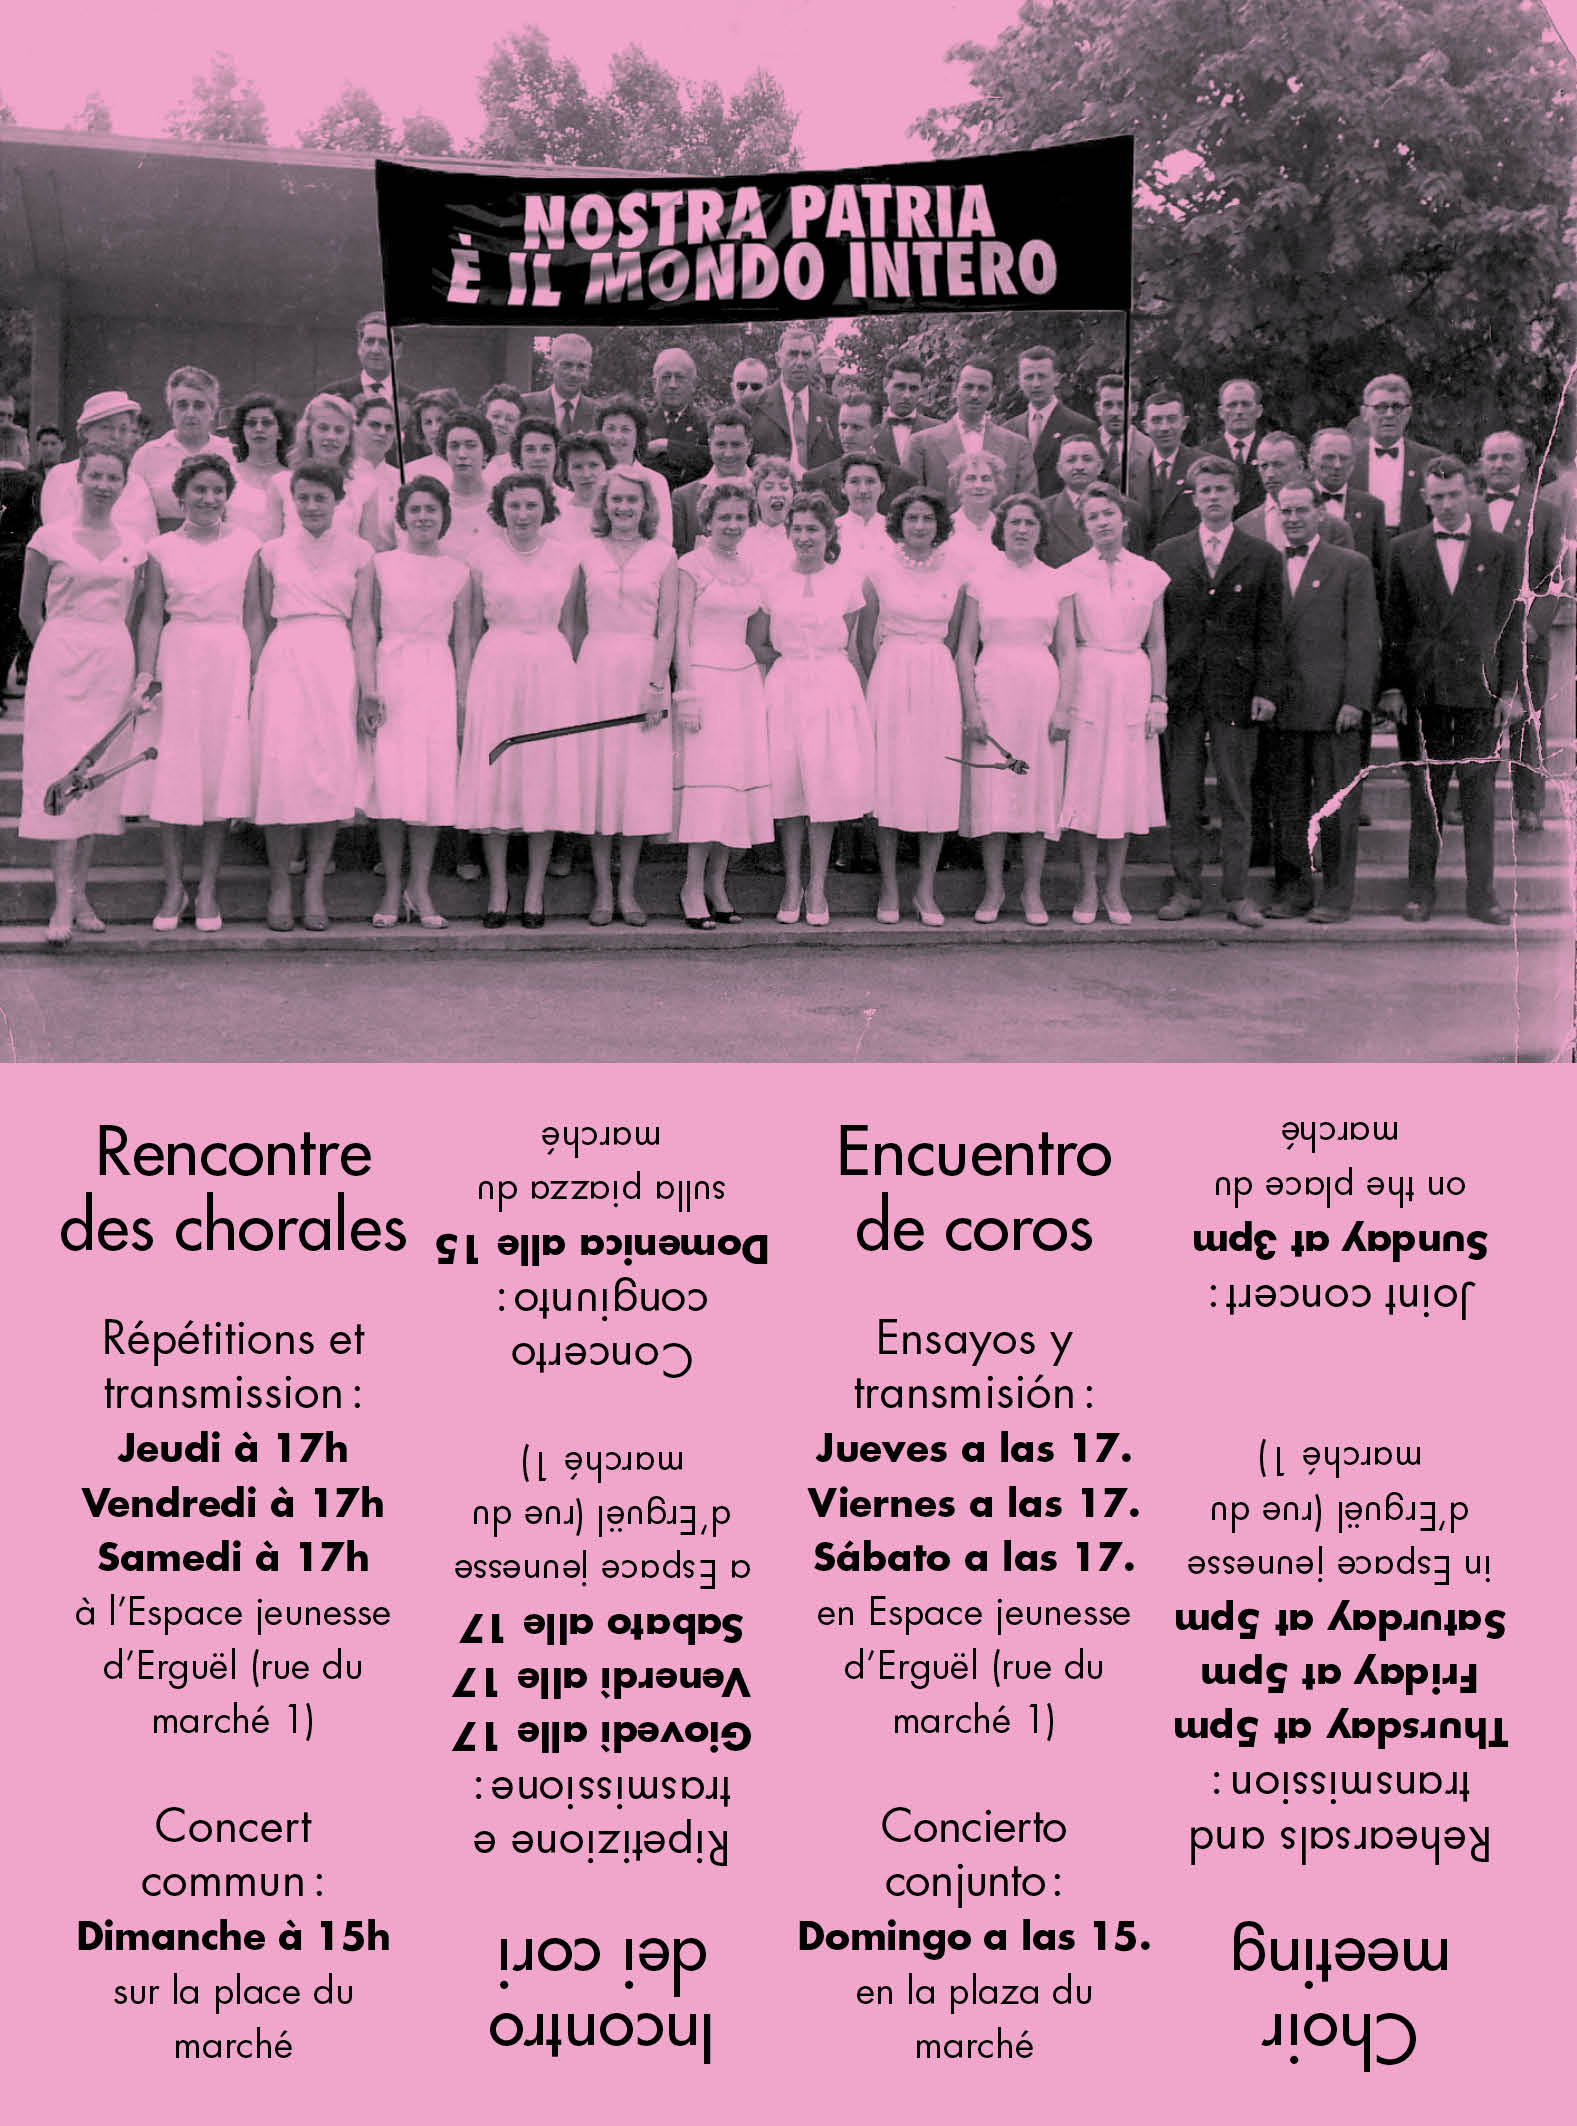 NOSTRA PATRIA
È IL MONDO INTERO
Rencontre
des chorales
Répétitions et
transmission :
Jeudi à 17h
Vendredi à 17h
Samedi à 17h
à l’Espace jeunesse
d’Erguël (rue du
marché 1)
Concert
commun :
Dimanche à 15h
sur la place du
marché
Incontro
dei cori
Ripetizione e
trasmissione :
Giovedì alle 17
Venerdì alle 17
Sabato alle 17
a Espace jeunesse
d’Erguël (rue du
marché 1)
Concerto
congiunto :
Domenica alle 15
sulla piazza du
marché
Encuentro
de coros
Ensayos y
transmisión :
Jueves a las 17.
Viernes a las 17.
Sábato a las 17.
en Espace jeunesse
d’Erguël (rue du
marché 1)
Concierto
conjunto :
Domingo a las 15.
en la plaza du
marché
Choir
meeting
Rehearsals and
transmission :
Thursday at 5pm
Friday at 5pm
Saturday at 5pm
in Espace jeunesse
d’Erguël (rue du
marché 1)
Joint concert :
Sunday at 3pm
on the place du
marché